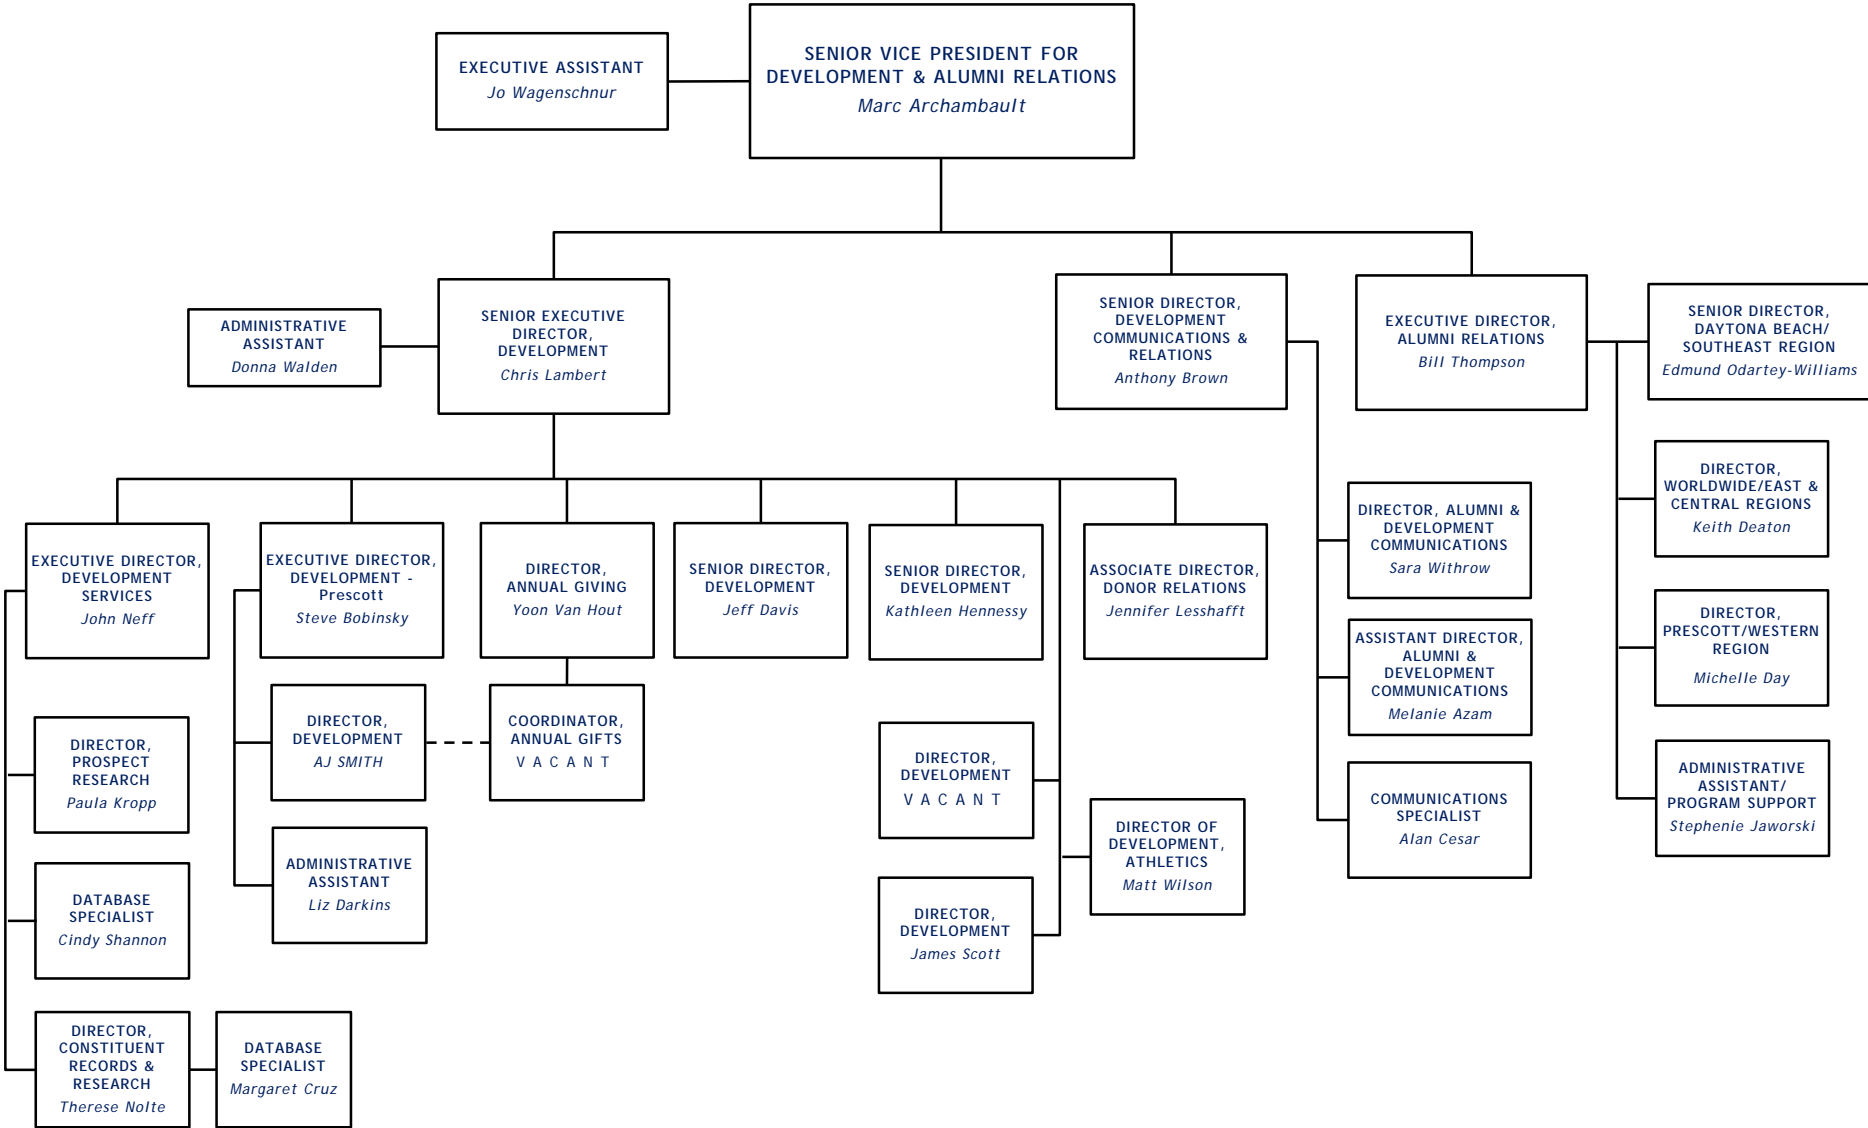 SENIOR VICE PRESIDENT FOR
DEVELOPMENT & ALUMNI RELATIONS
Marc Archambault
EXECUTIVE ASSISTANT
Jo Wagenschnur
ADMINISTRATIVE
ASSISTANT
Donna Walden
SENIOR EXECUTIVE
DIRECTOR,
DEVELOPMENT
Chris Lambert
SENIOR DIRECTOR,
DEVELOPMENT
COMMUNICATIONS &
RELATIONS
Anthony Brown
EXECUTIVE DIRECTOR,
ALUMNI RELATIONS
Bill Thompson
SENIOR DIRECTOR,
DAYTONA BEACH/
SOUTHEAST REGION
Edmund Odartey-Williams
EXECUTIVE DIRECTOR,
DEVELOPMENT
SERVICES
John Neff
EXECUTIVE DIRECTOR,
DEVELOPMENT -
Prescott
Steve Bobinsky
DIRECTOR,
ANNUAL GIVING
Yoon Van Hout
SENIOR DIRECTOR,
DEVELOPMENT
Jeff Davis
SENIOR DIRECTOR,
DEVELOPMENT
Kathleen Hennessy
ASSOCIATE DIRECTOR,
DONOR RELATIONS
Jennifer Lesshafft
DIRECTOR, ALUMNI &
DEVELOPMENT
COMMUNICATIONS
Sara Withrow
DIRECTOR,
WORLDWIDE/EAST &
CENTRAL REGIONS
Keith Deaton
ASSISTANT DIRECTOR,
ALUMNI &
DEVELOPMENT
COMMUNICATIONS
Melanie Azam
DIRECTOR,
PRESCOTT/WESTERN
REGION
Michelle Day
DIRECTOR,
PROSPECT
RESEARCH
Paula Kropp
DIRECTOR,
DEVELOPMENT
AJ SMITH
COORDINATOR,
ANNUAL GIFTS
V A C A N T
DIRECTOR,
DEVELOPMENT
V A C A N T
DIRECTOR OF
DEVELOPMENT,
ATHLETICS
Matt Wilson
COMMUNICATIONS
SPECIALIST
Alan Cesar
ADMINISTRATIVE
ASSISTANT/
PROGRAM SUPPORT
Stephenie Jaworski
DATABASE
SPECIALIST
Cindy Shannon
ADMINISTRATIVE
ASSISTANT
Liz Darkins
DIRECTOR,
DEVELOPMENT
James Scott
DIRECTOR,
CONSTITUENT
RECORDS &
RESEARCH
Therese Nolte
DATABASE
SPECIALIST
Margaret Cruz